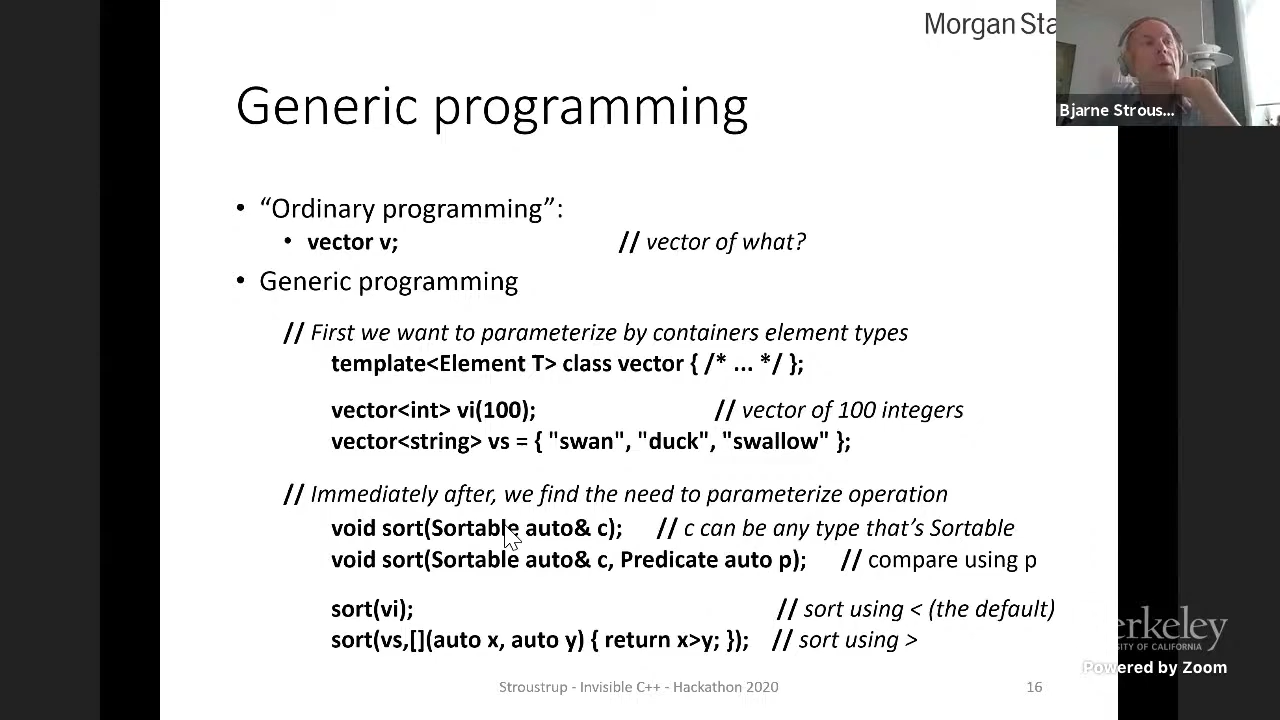 Morgan Sta
Bjarne Strous...
Generic programming
• “Ordinary programming”:
• vector v; // vector of what?
• Generic programming
// First we want to parameterize by containers element types
template<Element T> class vector { /* ... */ };
vector<int> vi(100); // vector of 100 integers
vector<string> vs = { "swan", "duck", "swallow" };
// Immediately after, we find the need to parameterize operation
void sort(Sortable auto& c); // c can be any type that’s Sortable
void sort(Sortable auto& c, Predicate auto p); // compare using p
sort(vi); // sort using < (the default)
sort(vs,[](auto x, auto y) { return x>y; }); // sort using >
erkeley
SITY OF CALIFORNIA
Powered by Zoom
Stroustrup - Invisible C++ - Hackathon 2020 16